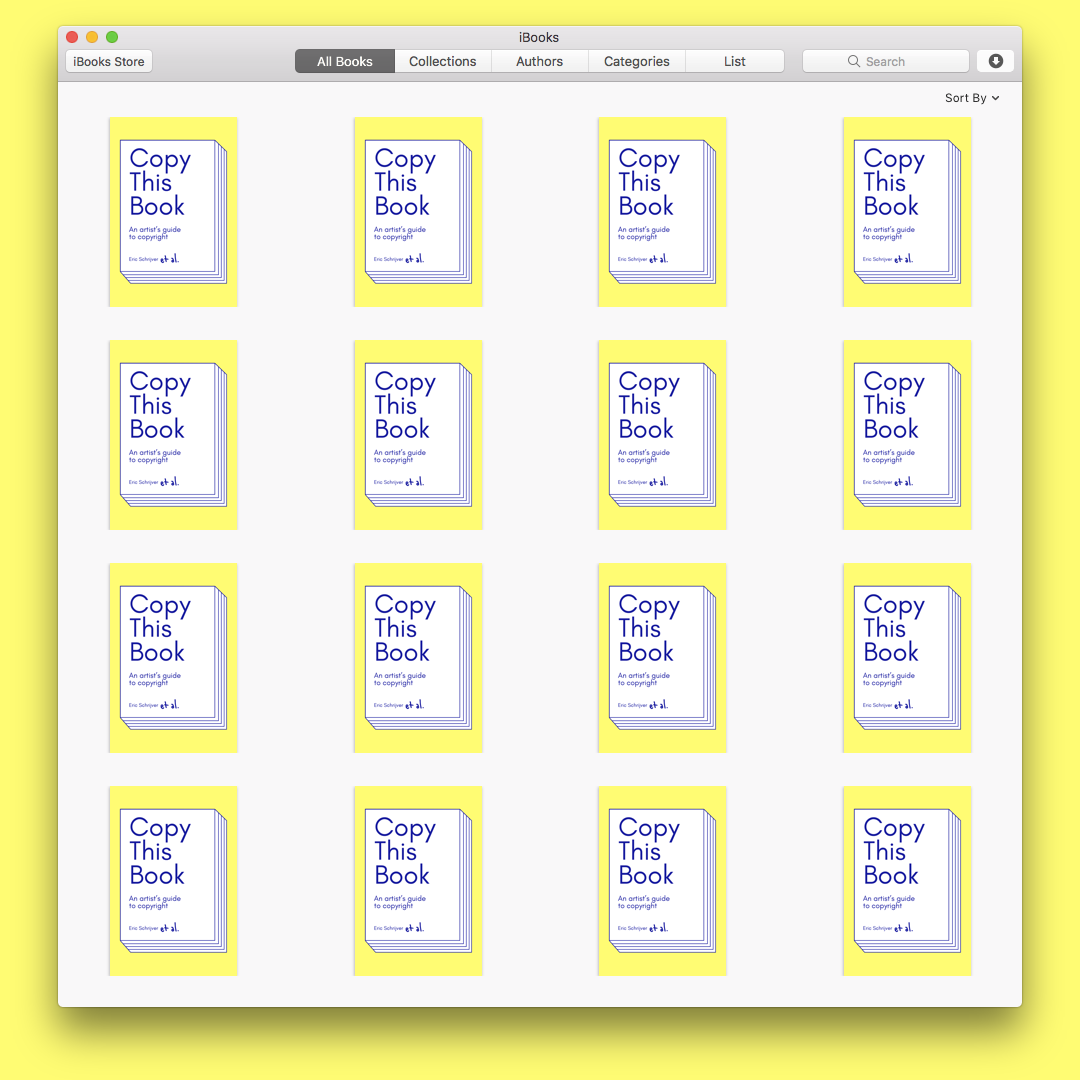 iBooks
iBooks Store
All Books
Collections
Authors
Categories
List
Search
Sort By
Copy
This
Book
An artist's guide
to copyright
Eric Schrijver et al.
Copy
This
Book
An artist's guide
to copyright
Eric Schrijver et al.
Copy
This
Book
An artist's guide
to copyright
Eric Schrijver et al.
Copy
This
Book
An artist's guide
to copyright
Eric Schrijver et al.
Copy
This
Book
An artist's guide
to copyright
Eric Schrijver et al.
Copy
This
Book
An artist's guide
to copyright
Eric Schrijver et al.
Copy
This
Book
An artist's guide
to copyright
Eric Schrijver et al.
Copy
This
Book
An artist's guide
to copyright
Eric Schrijver et al.
Copy
This
Book
An artist's guide
to copyright
Eric Schrijver et al.
Copy
This
Book
An artist's guide
to copyright
Eric Schrijver et al.
Copy
This
Book
An artist's guide
to copyright
Eric Schrijver et al.
Copy
This
Book
An artist's guide
to copyright
Eric Schrijver et al.
Copy
This
Book
An artist's guide
to copyright
Eric Schrijver et al.
Copy
This
Book
An artist's guide
to copyright
Eric Schrijver et al.
Copy
This
Book
An artist's guide
to copyright
Eric Schrijver et al.
Copy
This
Book
An artist's guide
to copyright
Eric Schrijver et al.